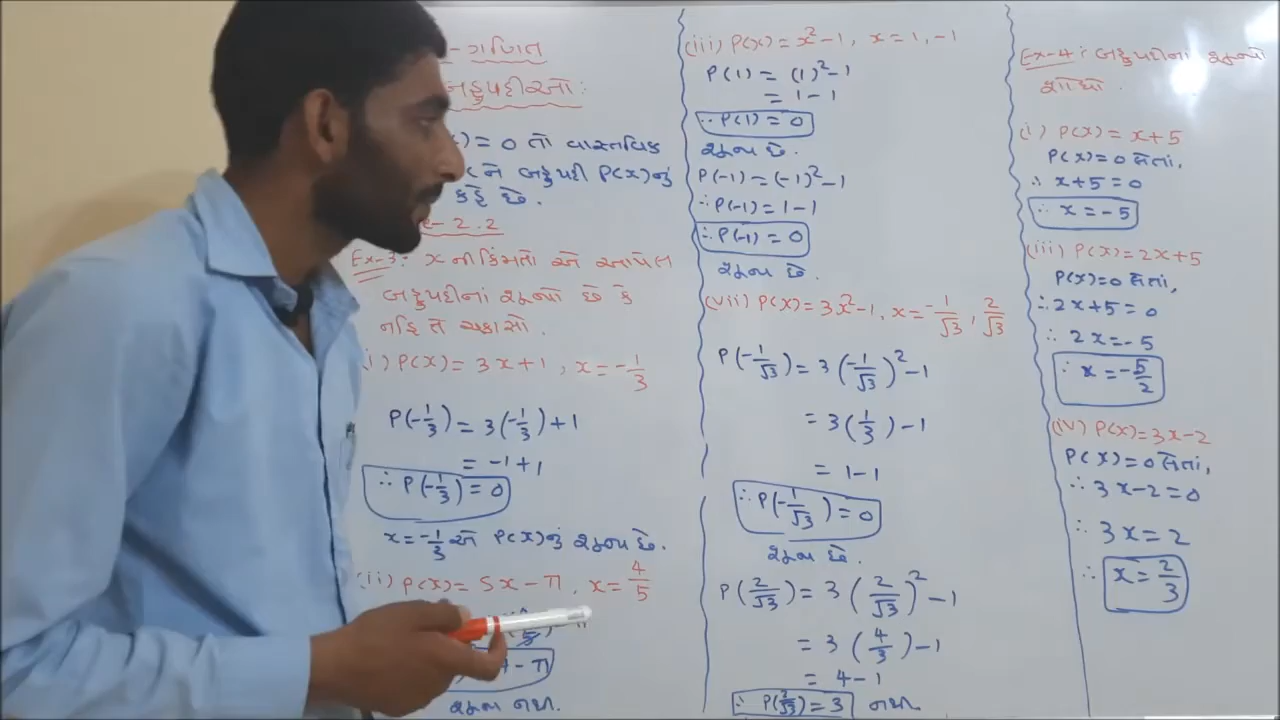 - ગણિત
બહુપદીઓ:
(x) = 0 તો વાસ્તવિક
ને બહુપદી P(x)નું
કહે છે.
- 2.2
Ex-3: x ની કિંમતો એ આપેલ
બહુપદીનાં શૂન્યો છે કે
નહિ તે ચકાસો.
(i) P(x) = 3x+1, x = -1/3
P(-1/3) = 3(-1/3)+1
= -1+1
∴ P(-1/3) = 0
x = -1/3 એ P(x)નું શૂન્ય છે.
(ii) P(x) = 5x - π, x = 4/5
- π
શૂન્ય નથી.
(iii) P(x) = x²-1, x = 1, -1
P(1) = (1)²-1
= 1-1
∴ P(1) = 0
શૂન્ય છે.
P(-1) = (-1)²-1
∴ P(-1) = 1-1
∴ P(-1) = 0
શૂન્ય છે.
(vii) P(x) = 3x²-1, x = -1/√3, 2/√3
P(-1/√3) = 3(-1/√3)²-1
= 3(1/3)-1
= 1-1
∴ P(-1/√3) = 0
શૂન્ય છે.
P(2/√3) = 3(2/√3)²-1
= 3(4/3)-1
= 4-1
∴ P(2/√3) = 3 નથી.
Ex-4: બહુપદીનાં શૂન્યો
શોધો.
(i) P(x) = x+5
P(x) = 0 લેતાં,
∴ x+5 = 0
∴ x = -5
(iii) P(x) = 2x+5
P(x) = 0 લેતાં,
∴ 2x+5 = 0
∴ 2x = -5
∴ x = -5/2
(iv) P(x) = 3x-2
P(x) = 0 લેતાં,
∴ 3x-2 = 0
∴ 3x = 2
∴ x = 2/3